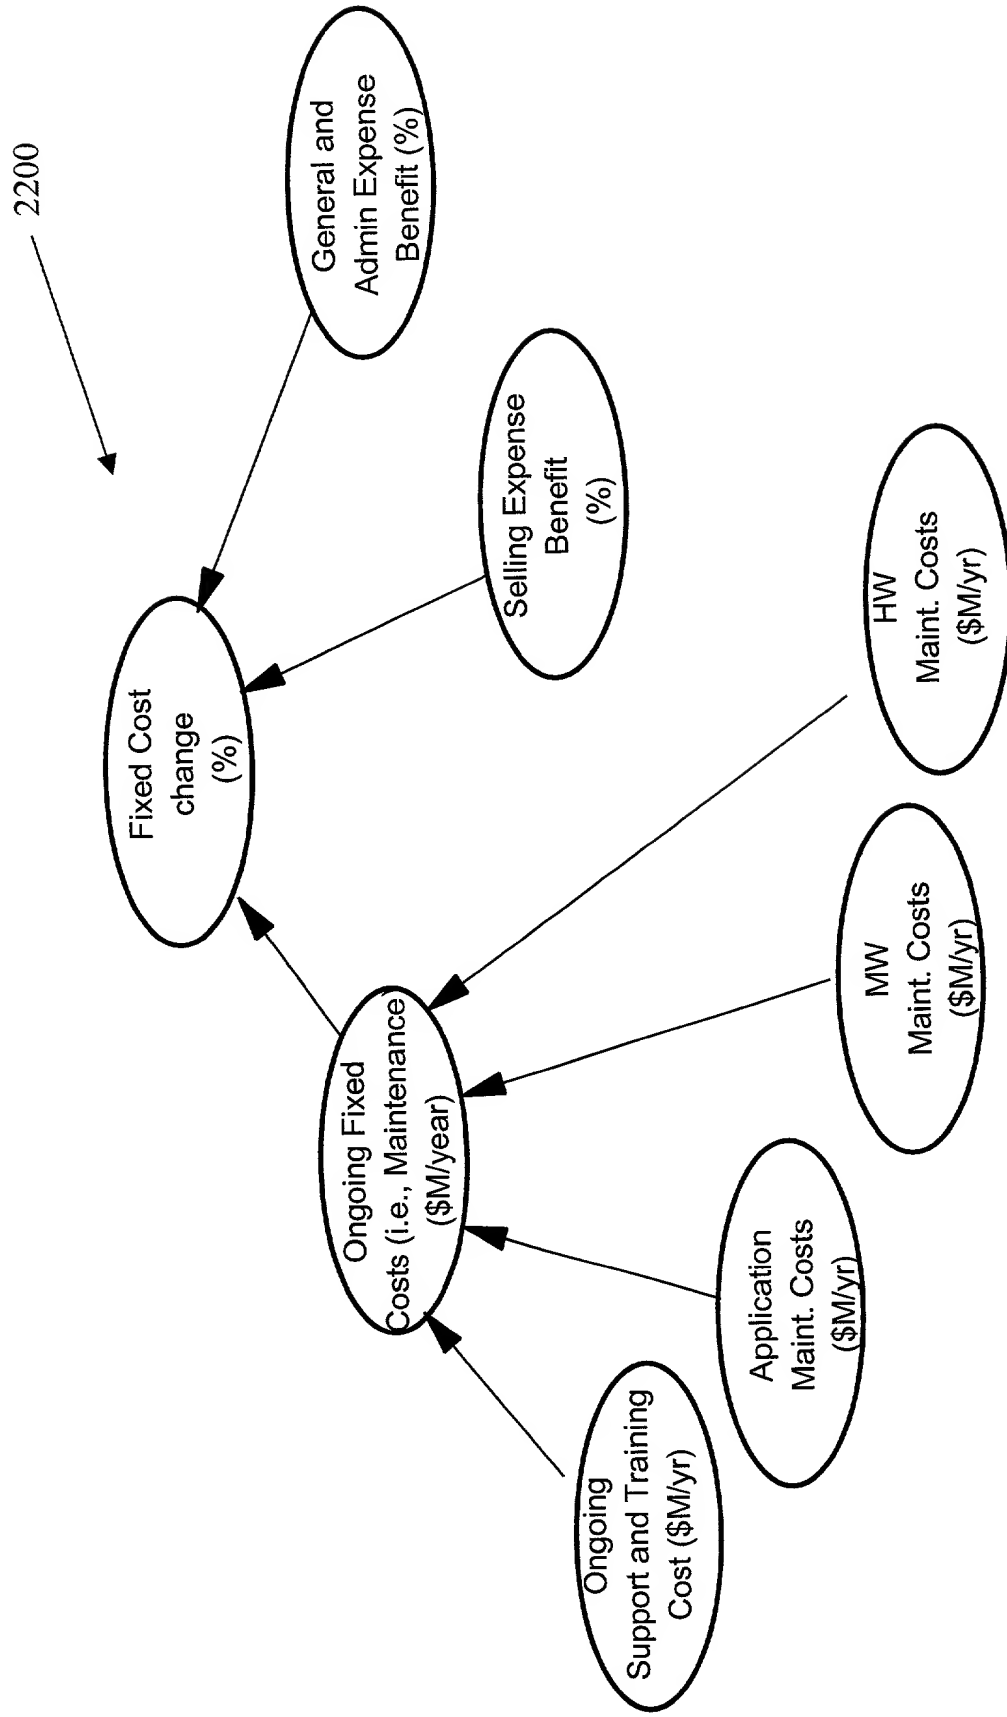 2200
Fixed Cost
change
(%)
General and
Admin Expense
Benefit (%)
Ongoing Fixed
Costs (i.e., Maintenance
($M/year)
Selling Expense
Benefit
(%)
Ongoing
Support and Training
Cost ($M/yr)
Application
Maint. Costs
($M/yr)
MW
Maint. Costs
($M/yr)
HW
Maint. Costs
($M/yr)